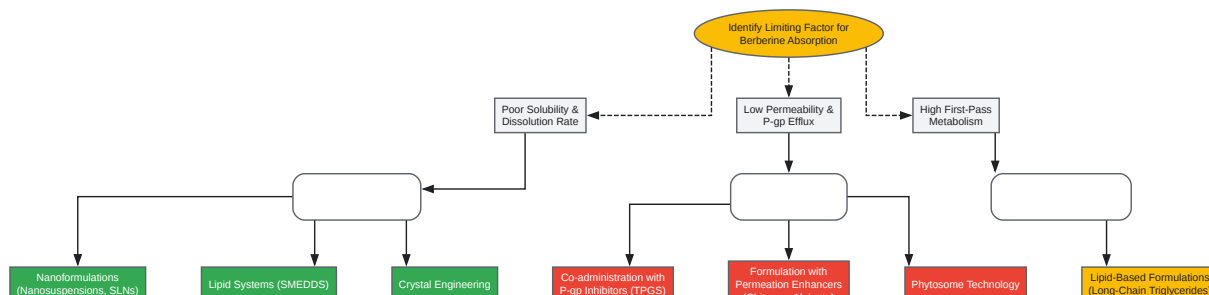 Identify Limiting Factor for
Berberine Absorption
Poor Solubility &
Dissolution Rate
Low Permeability &
P-gp Efflux
High First-Pass
Metabolism
Nanoformulations
(Nanosuspensions, SLNs)
Lipid Systems (SMEDDS)
Crystal Engineering
Co-administration with
P-gp Inhibitors (TPGS)
Formulation with
Permeation Enhancers
Phytosome Technology
Lipid-Based Formulations
(Long-Chain Triglycerides)